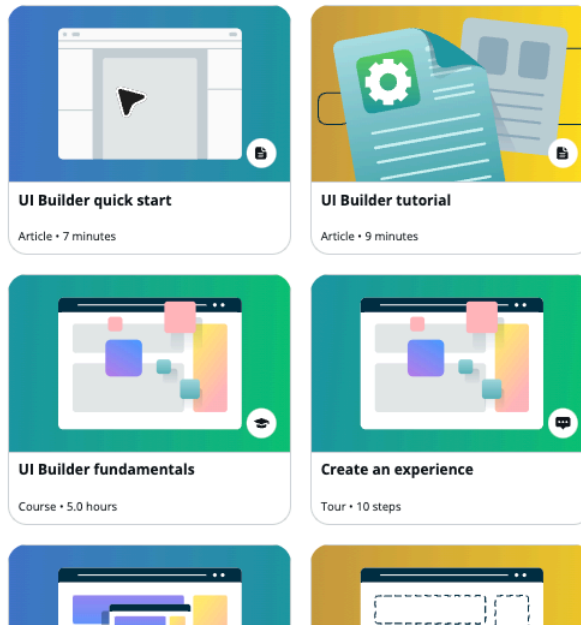 UI Builder quick start
Article • 7 minutes
UI Builder tutorial
Article • 9 minutes
UI Builder fundamentals
Course • 5.0 hours
Create an experience
Tour • 10 steps